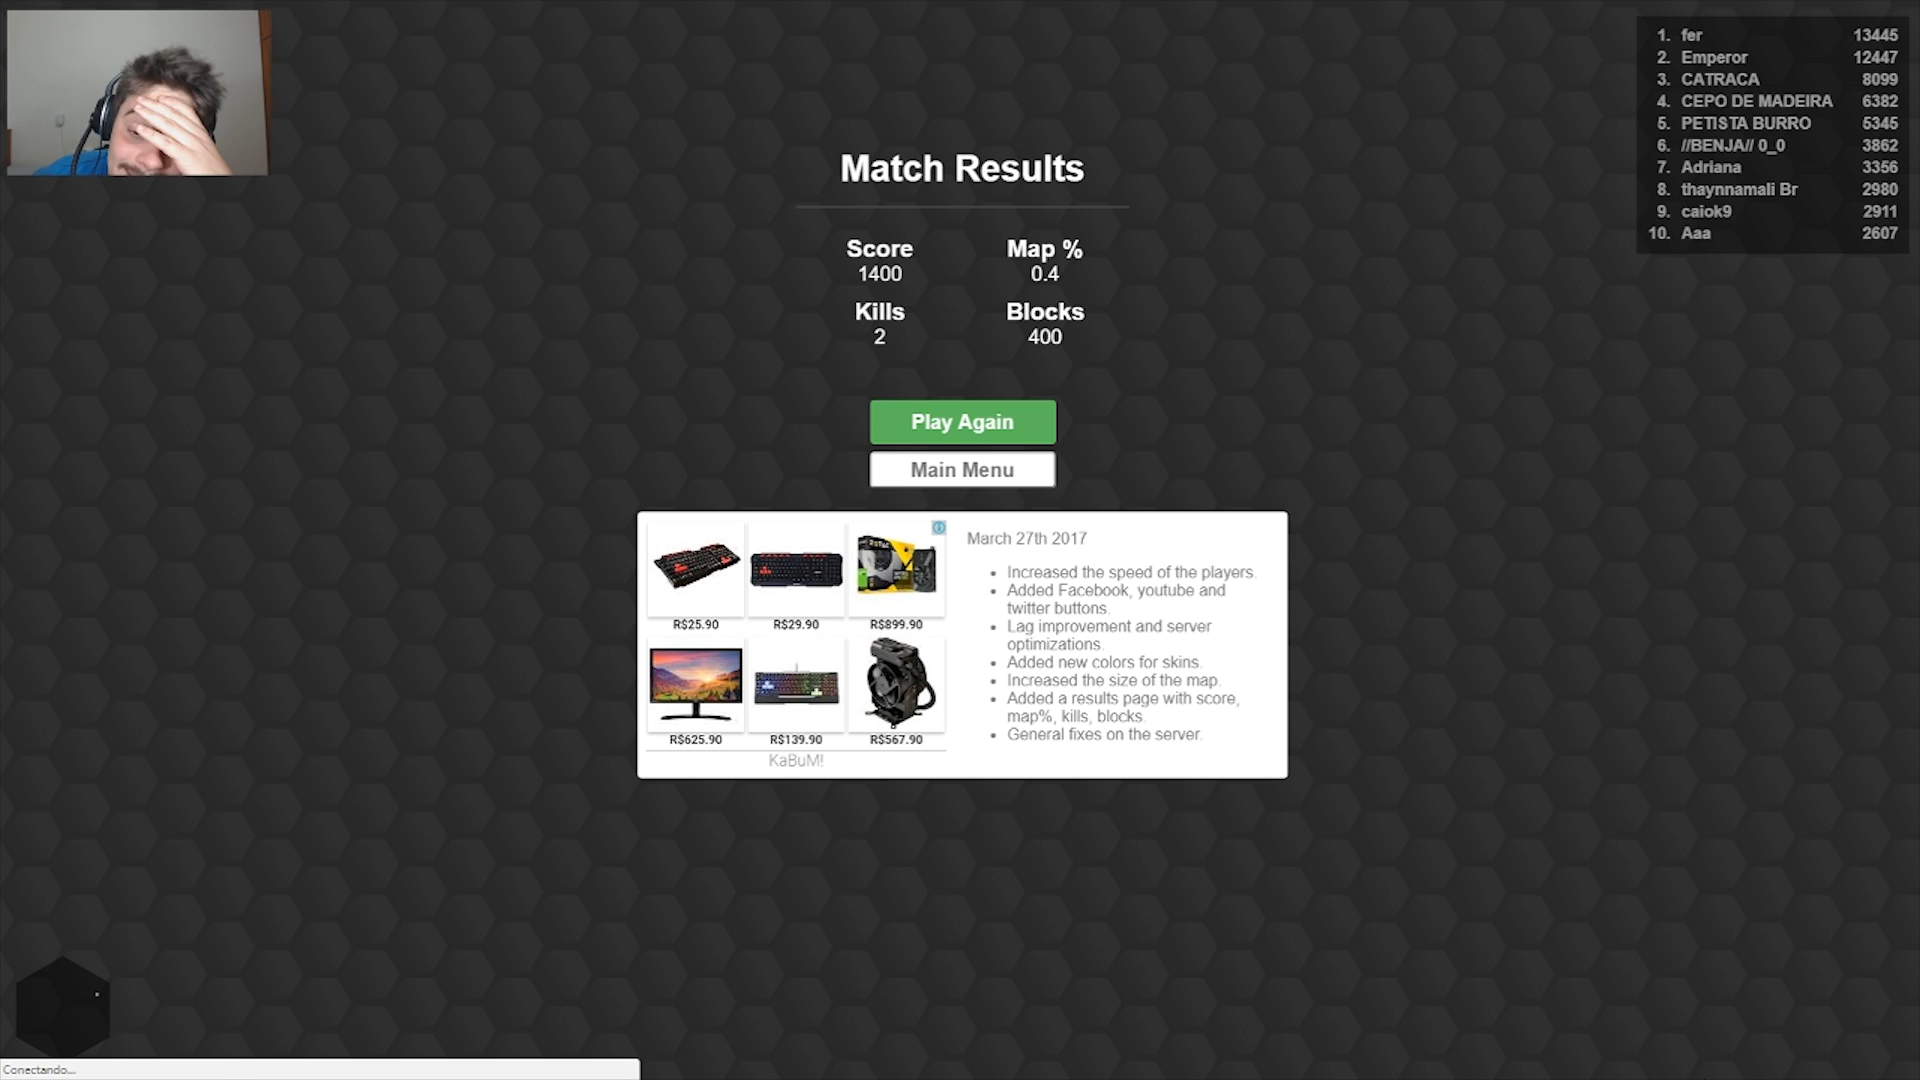 1. fer 13445
2. Emperor 12447
3. CATRACA 8099
4. CEPO DE MADEIRA 6382
5. PETISTA BURRO 5345
6. //BENJA// 0_0 3862
7. Adriana 3356
8. thaynnamali Br 2980
9. caiok9 2911
10. Aaa 2607
Match Results
Score Map %
1400 0.4
Kills Blocks
2 400
Play Again
Main Menu
R$25.90 R$29.90 R$899.90
R$625.90 R$139.90 R$567.90
KaBuM!
March 27th 2017
• Increased the speed of the players.
• Added Facebook, youtube and
twitter buttons.
• Lag improvement and server
optimizations.
• Added new colors for skins.
• Increased the size of the map.
• Added a results page with score,
map%, kills, blocks.
• General fixes on the server.
Conectando...